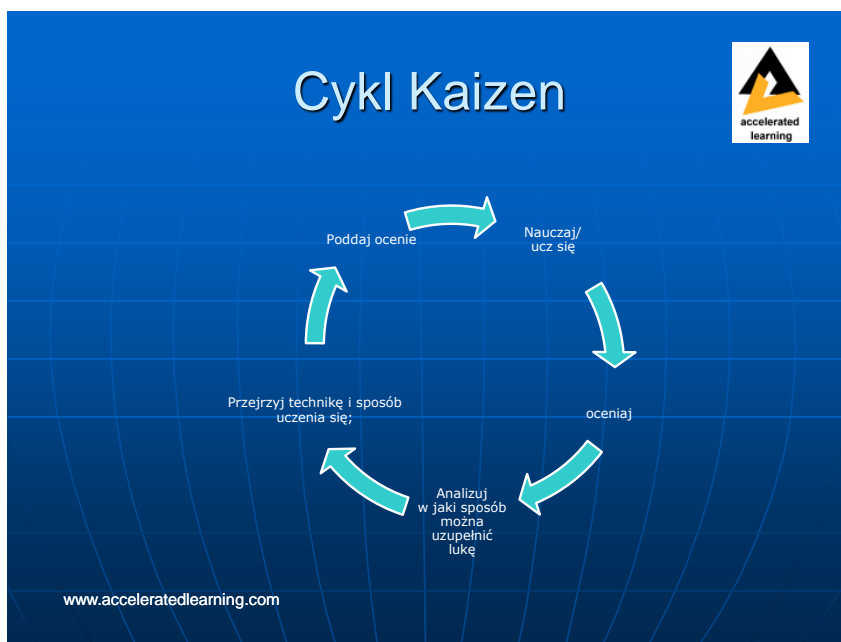 Cykl Kaizen
accelerated
learning
Poddaj ocenie
Nauczaj/
ucz się
Przejrzyj technikę i sposób
uczenia się;
oceniaj
Analizuj
w jaki sposób
można
uzupełnić
lukę
www.acceleratedlearning.com